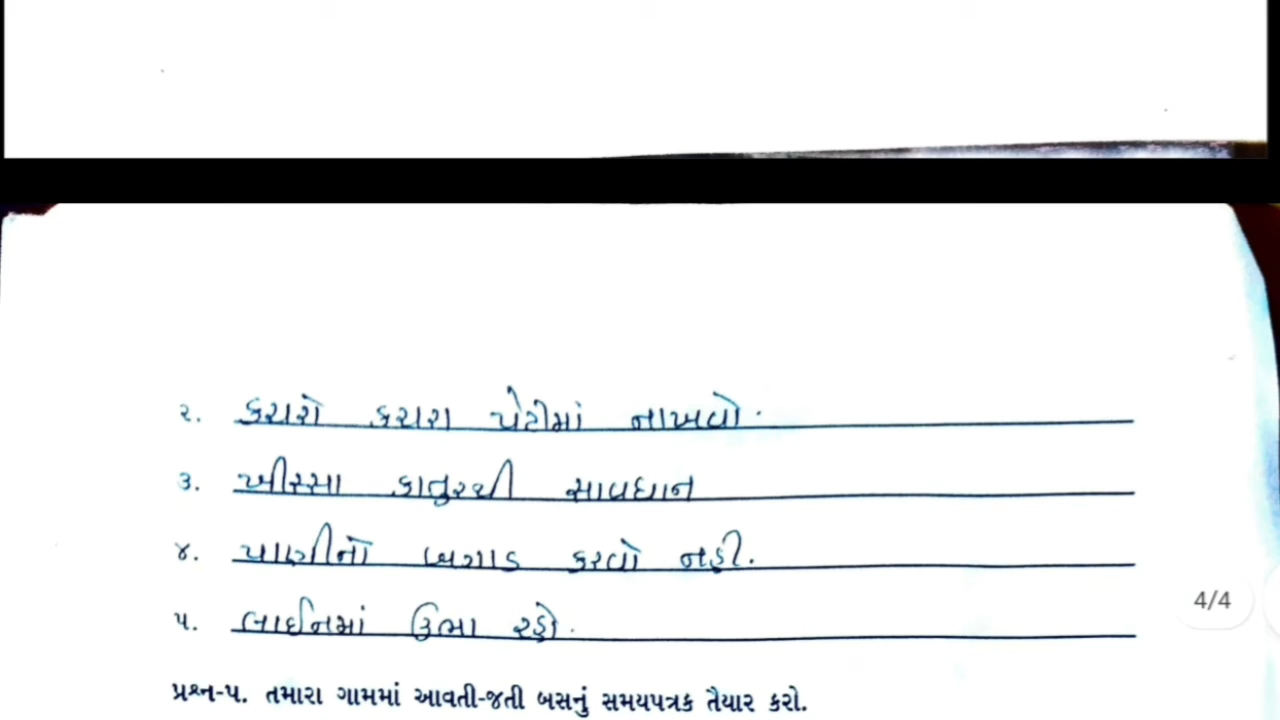 ૨. કચરો કચરા પેટીમાં નાખવો.
૩. ખીસ્સા કાતુરથી સાવધાન
૪. પાણીનો બગાડ કરવો નહી.
૫. લાઈનમાં ઉભા રહો.
4/4
પ્રશ્ન-૫. તમારા ગામમાં આવતી-જતી બસનું સમયપત્રક તૈયાર કરો.